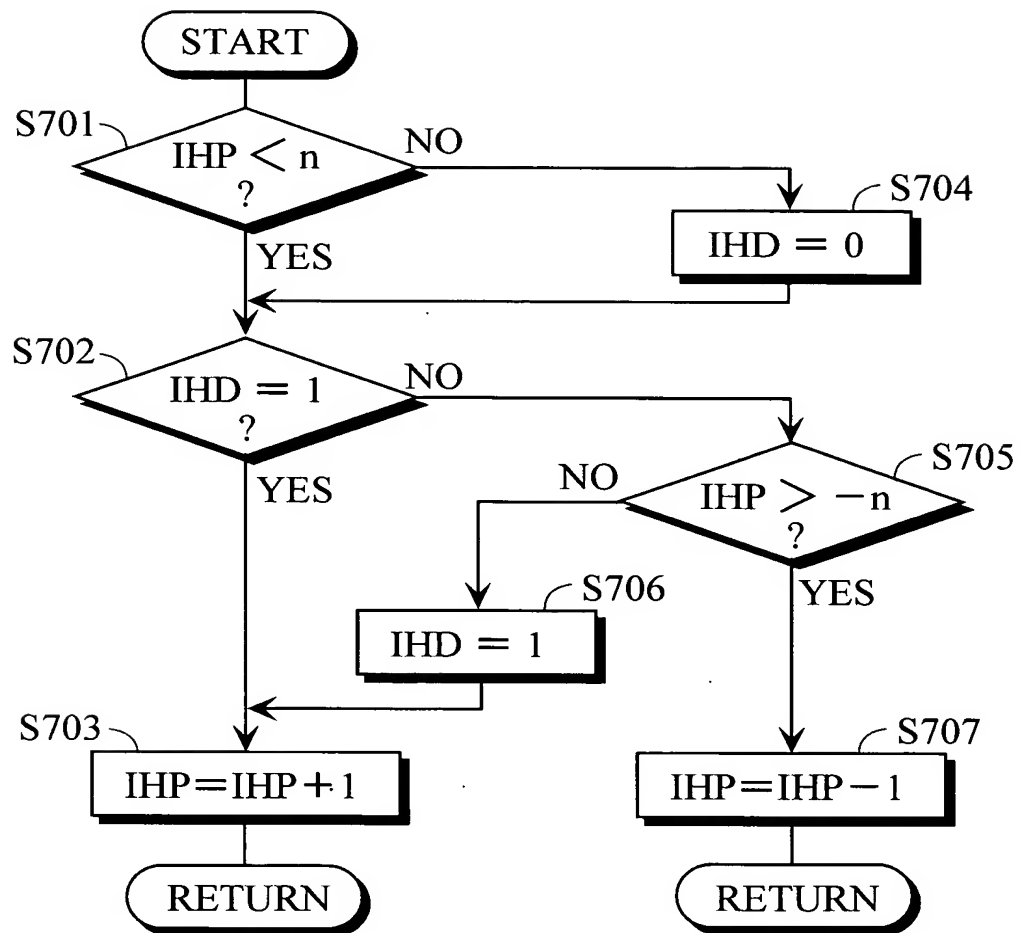 START
S701
IHP < n
?
NO
YES
S704
IHD = 0
S702
IHD = 1
?
NO
YES
S705
IHP > −n
?
NO
YES
S706
IHD = 1
S703
IHP=IHP+1
S707
IHP=IHP−1
RETURN
RETURN